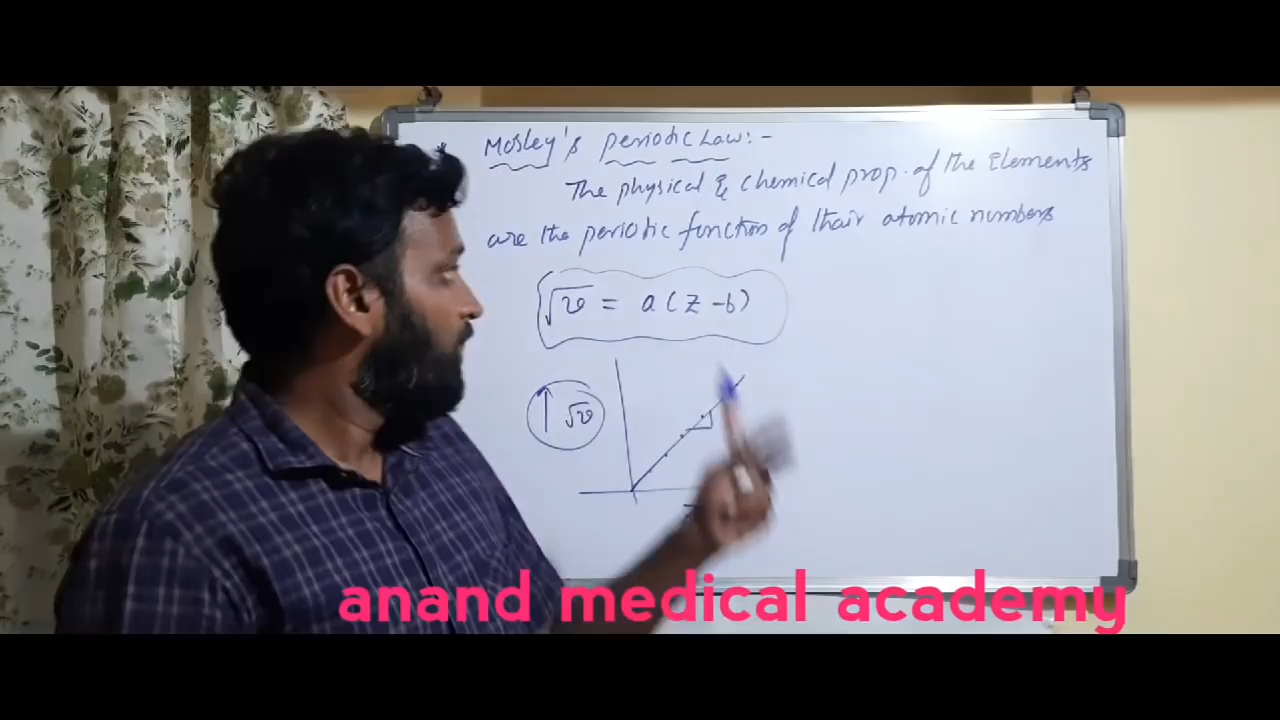 * Mosley's periodic Law:-
The physical & chemical prop. of the Elements
are the periodic function of thair atomic numbers
√ν = a(z-b)
↑ √ν
anand medical academy